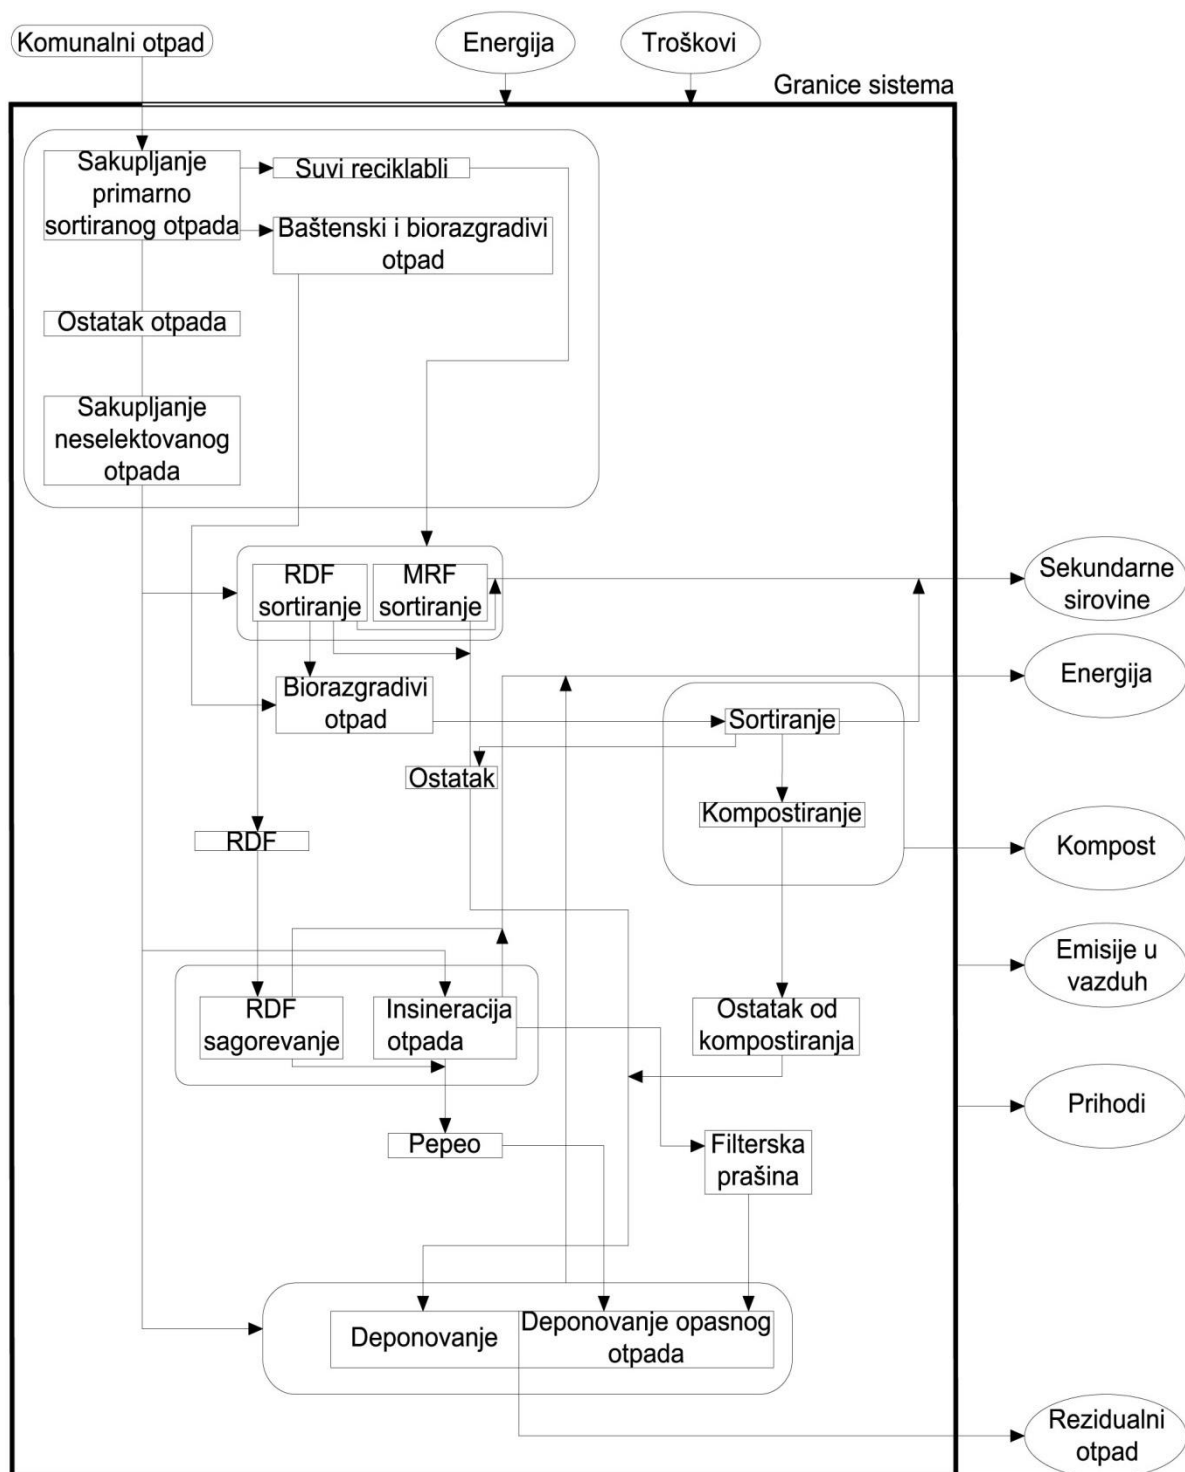 Komunalni otpad
Energija
Troškovi
Granice sistema
Sakupljanje
primarno
sortiranog otpada
Suvi reciklabli
Baštenski i biorazgradivi
otpad
Ostatak otpada
Sakupljanje
neselektovanog
otpada
RDF
sortiranje
MRF
sortiranje
Sekundarne
sirovine
Biorazgradivi
otpad
Sortiranje
Energija
Ostatak
Kompostiranje
RDF
Kompost
Emisije u
vazduh
RDF
sagorevanje
Insineracija
otpada
Ostatak od
kompostiranja
Prihodi
Pepeo
Filterska
prašina
Deponovanje
Deponovanje opasnog
otpada
Rezidualni
otpad